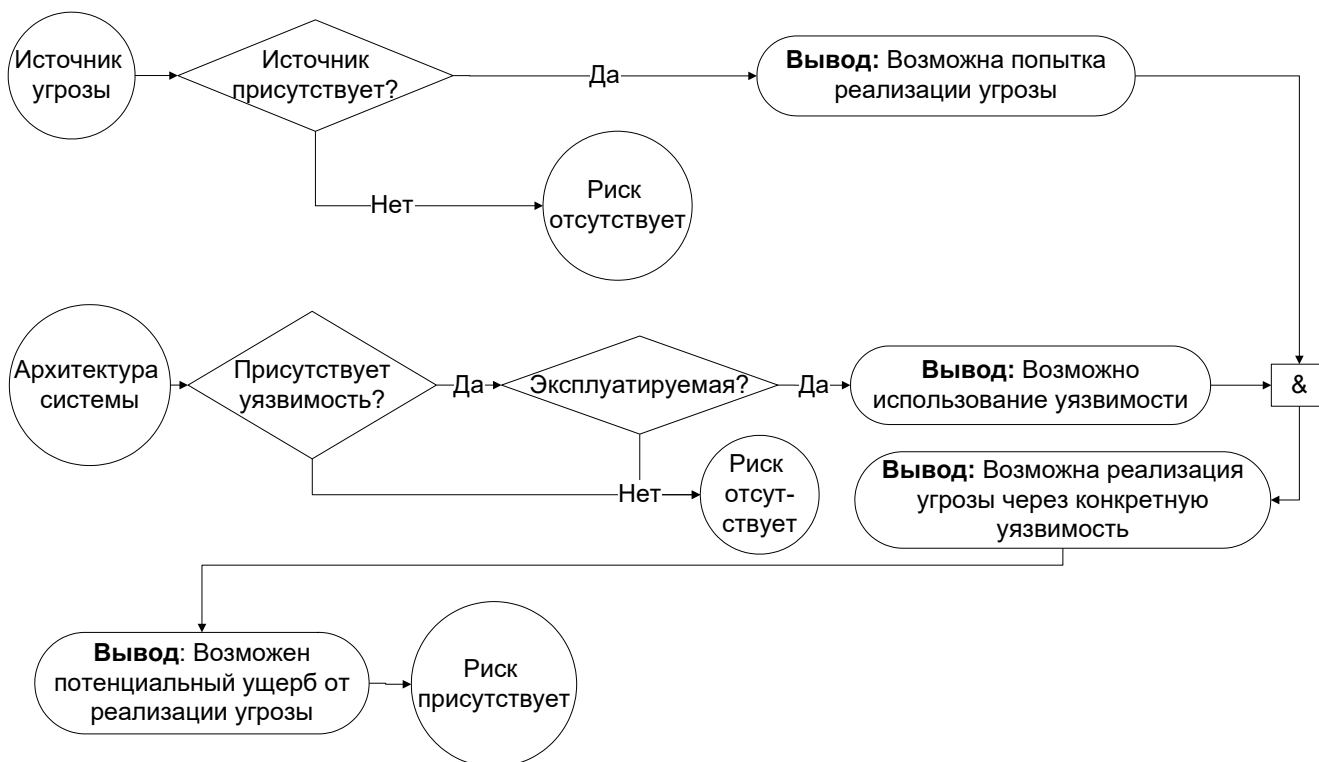 Источник
угрозы
Источник
присутствует?
Да
Вывод: Возможна попытка
реализации угрозы
Нет
Риск
отсутствует
Архитектура
системы
Присутствует
уязвимость?
Да
Эксплуатируемая?
Да
Вывод: Возможно
использование уязвимости
&
Нет
Риск
отсут-
ствует
Вывод: Возможна реализация
угрозы через конкретную
уязвимость
Вывод: Возможен
потенциальный ущерб от
реализации угрозы
Риск
присутствует